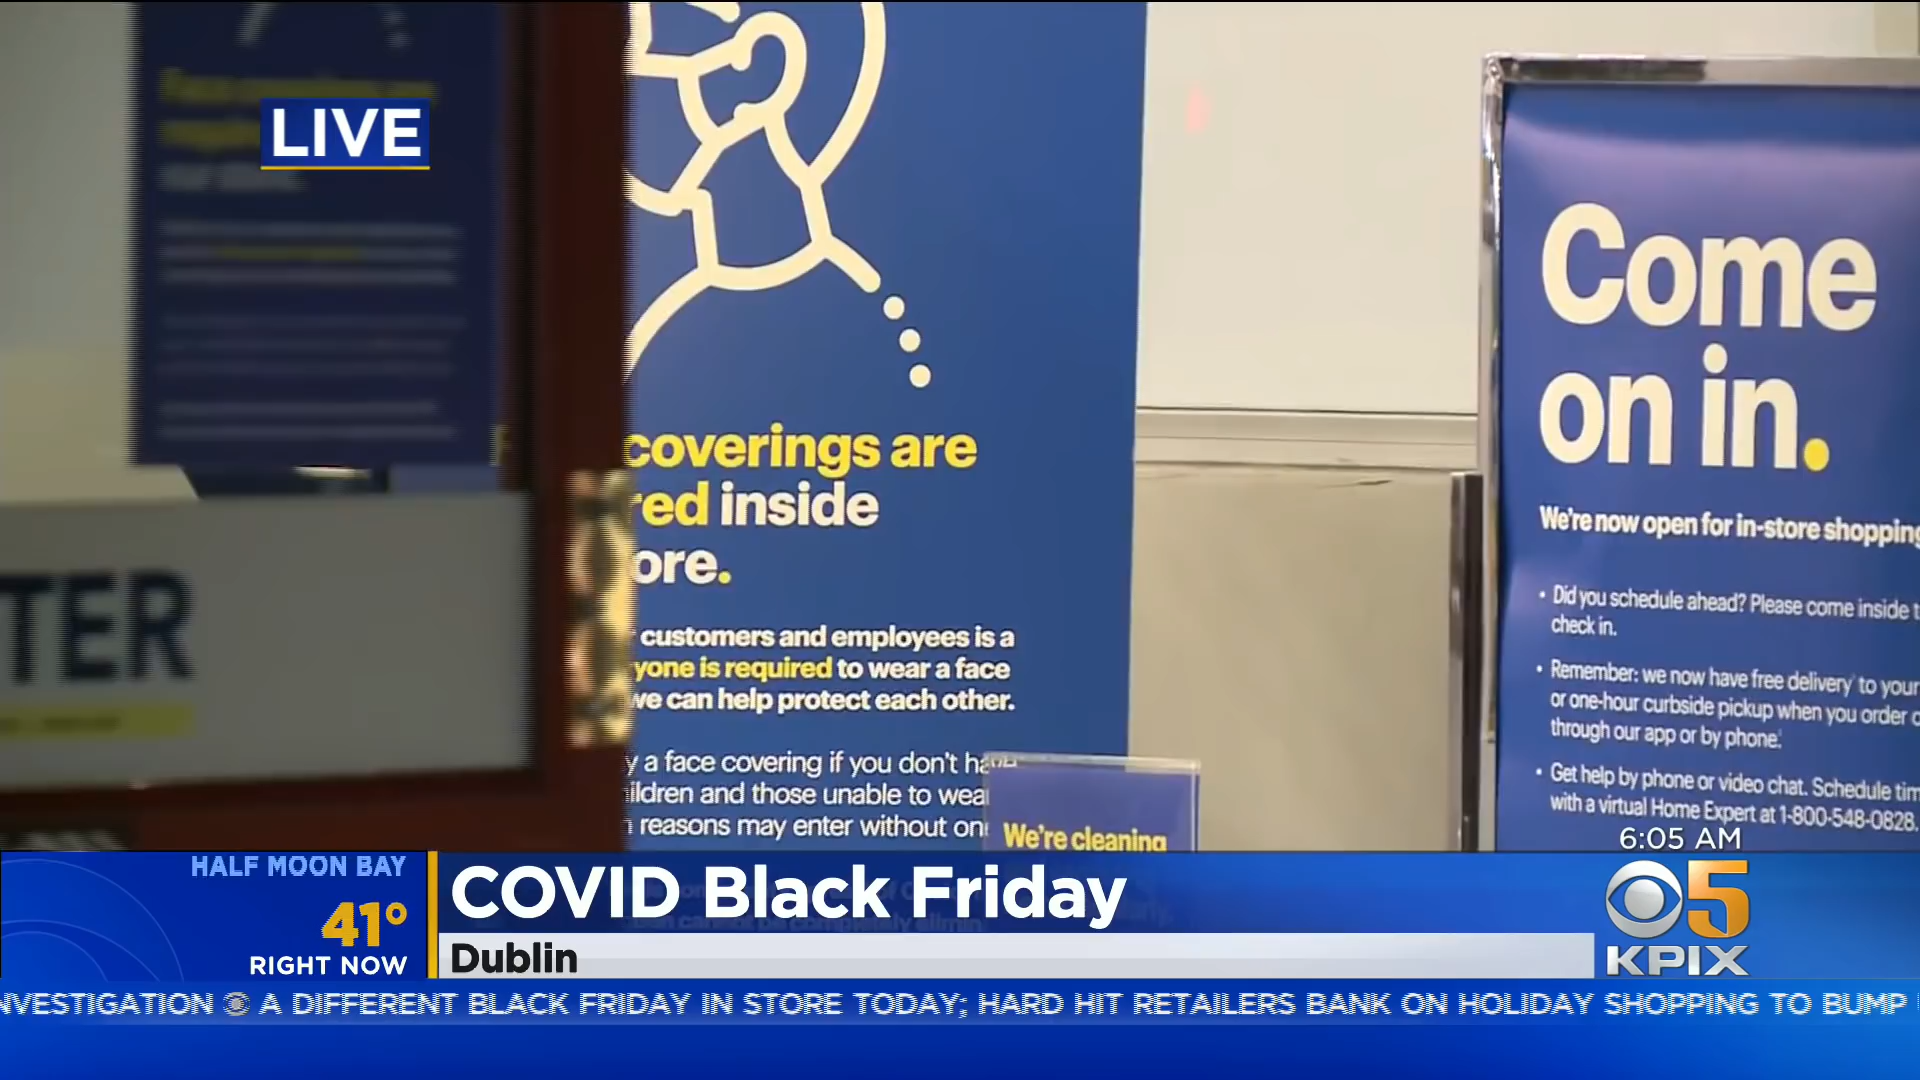 LIVE
coverings are
red inside
ore.
customers and employees is a
yone is required to wear a face
we can help protect each other.
y a face covering if you don't have
ildren and those unable to wea
reasons may enter without one
We're cleaning
Come
on in.
We're now open for in-store shopping
• Did you schedule ahead? Please come inside t
check in.
• Remember: we now have free delivery to your
or one-hour curbside pickup when you order o
through our app or by phone.
• Get help by phone or video chat. Schedule tim
with a virtual Home Expert at 1-800-548-0828.
TER
6:05 AM
HALF MOON BAY
41°
RIGHT NOW
COVID Black Friday
Dublin
5
KPIX
NVESTIGATION A DIFFERENT BLACK FRIDAY IN STORE TODAY; HARD HIT RETAILERS BANK ON HOLIDAY SHOPPING TO BUMP